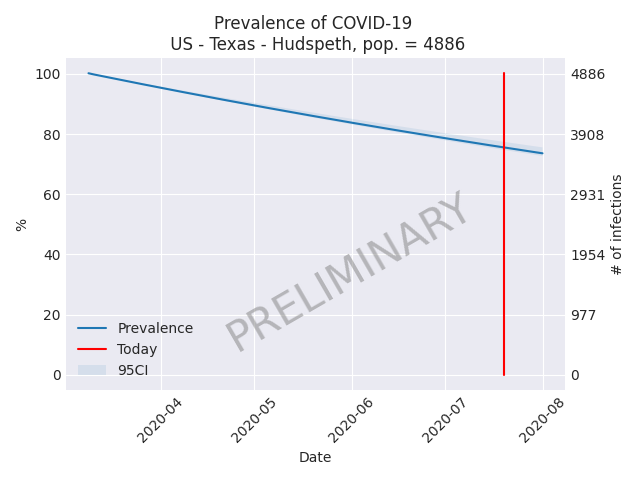 Prevalence of COVID-19
US - Texas - Hudspeth, pop. = 4886
100
80
60
40
20
0
%
4886
3908
2931
1954
977
0
# of infections
PRELIMINARY
Prevalence
Today
95CI
2020-04
2020-05
2020-06
2020-07
2020-08
Date